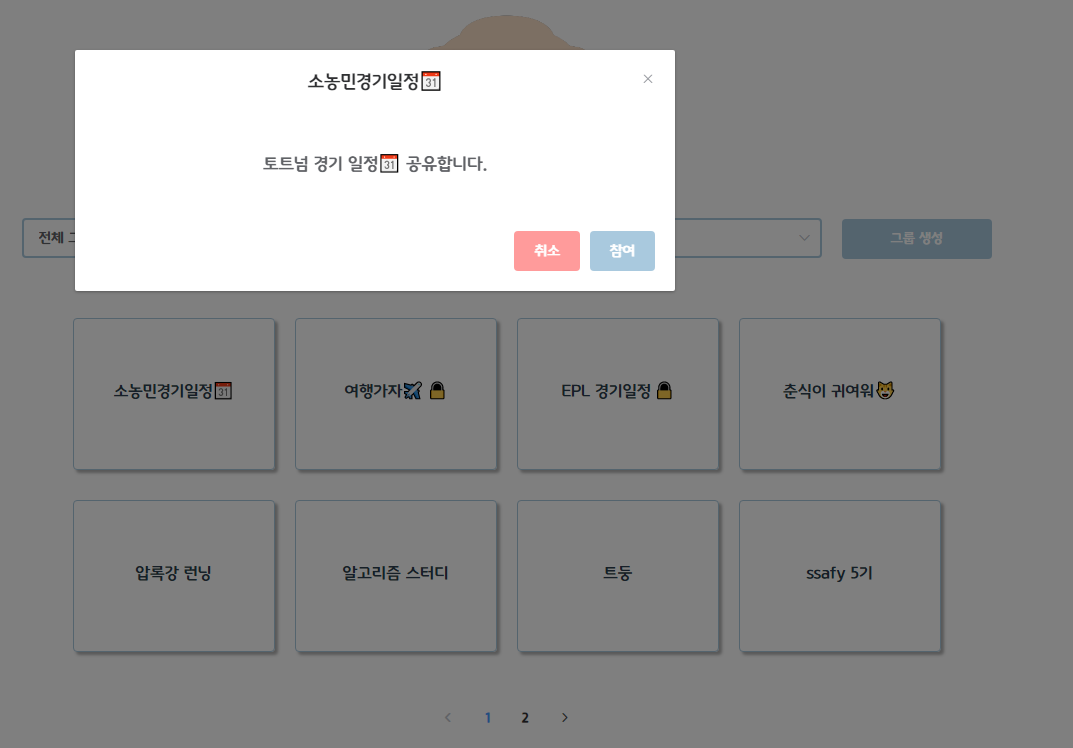 소농민경기일정📅
토트넘 경기 일정📅 공유합니다.
취소 참여
전체 그
그룹 생성
소농민경기일정📅
여행가자✈️ 🔒
EPL 경기일정 🔒
춘식이 귀여워🐱
압록강 런닝
알고리즘 스터디
트둥
ssafy 5기
1 2